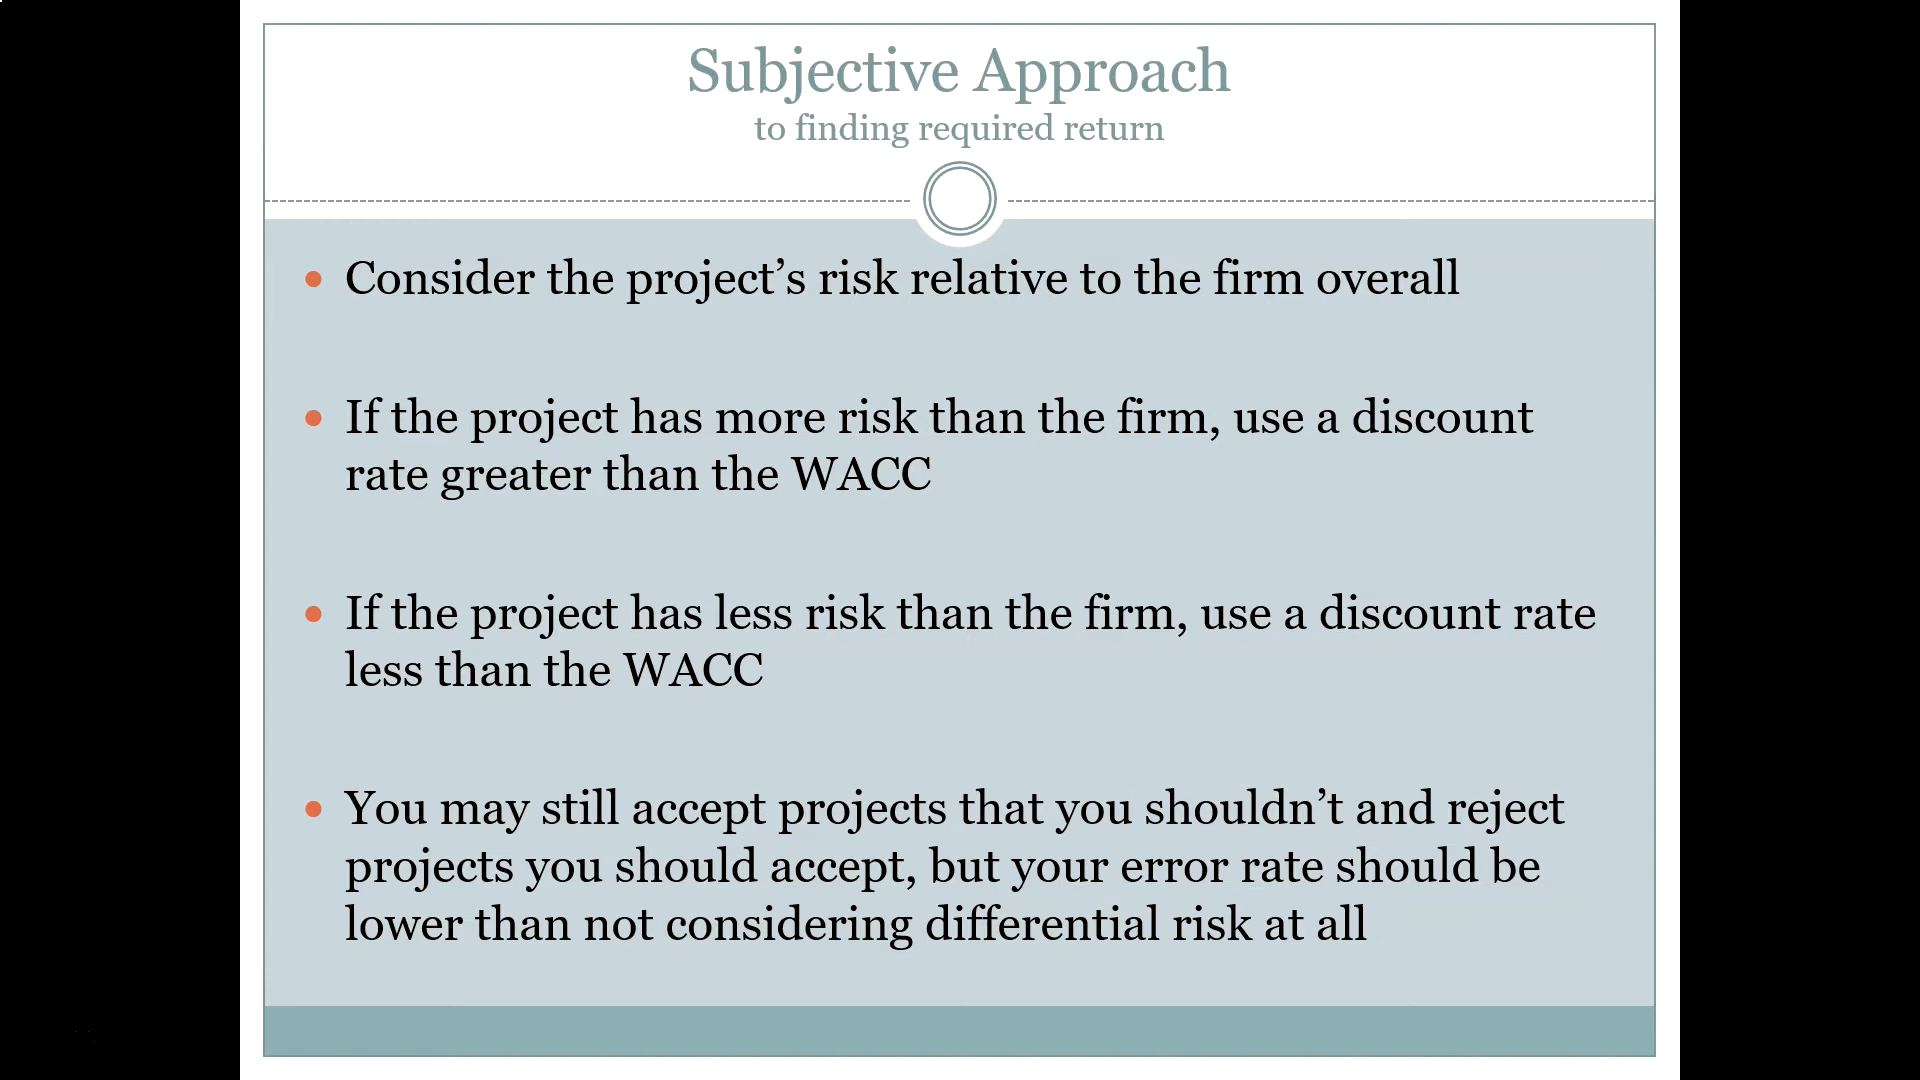 Subjective Approach
to finding required return
• Consider the project’s risk relative to the firm overall
• If the project has more risk than the firm, use a discount
rate greater than the WACC
• If the project has less risk than the firm, use a discount rate
less than the WACC
• You may still accept projects that you shouldn’t and reject
projects you should accept, but your error rate should be
lower than not considering differential risk at all